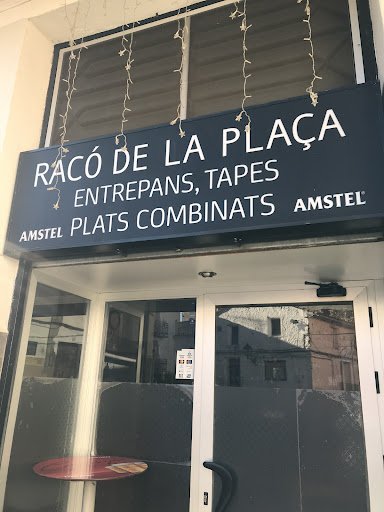 RACÓ DE LA PLAÇA
ENTREPANS, TAPES
AMSTEL PLATS COMBINATS AMSTEL